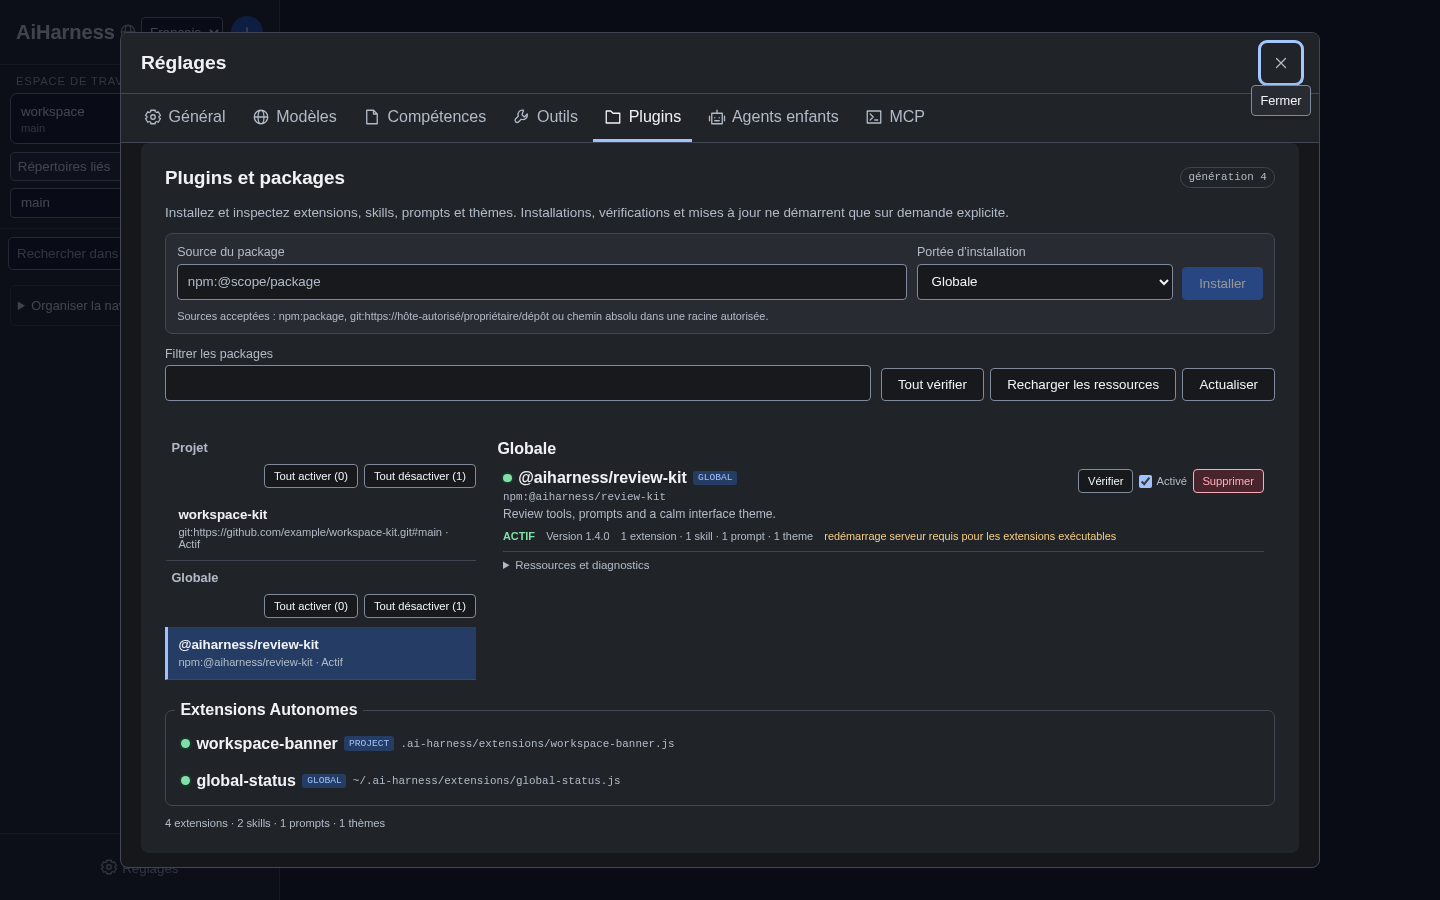 AiHarness
Français
ESPACE DE TRAV
workspace
main
Répertoires liés
main
Rechercher dans
Organiser la nav
Réglages
Réglages
Fermer
Général
Modèles
Compétences
Outils
Plugins
Agents enfants
MCP
Plugins et packages
génération 4
Installez et inspectez extensions, skills, prompts et thèmes. Installations, vérifications et mises à jour ne démarrent que sur demande explicite.
Source du package
Portée d'installation
npm:@scope/package
Globale
Installer
Sources acceptées : npm:package, git:https://hôte-autorisé/propriétaire/dépôt ou chemin absolu dans une racine autorisée.
Filtrer les packages
Tout vérifier
Recharger les ressources
Actualiser
Projet
Tout activer (0)
Tout désactiver (1)
workspace-kit
git:https://github.com/example/workspace-kit.git#main ·
Actif
Globale
Tout activer (0)
Tout désactiver (1)
@aiharness/review-kit
npm:@aiharness/review-kit · Actif
Globale
@aiharness/review-kit GLOBAL
Vérifier
Activé
Supprimer
npm:@aiharness/review-kit
Review tools, prompts and a calm interface theme.
ACTIF Version 1.4.0 1 extension · 1 skill · 1 prompt · 1 theme redémarrage serveur requis pour les extensions exécutables
Ressources et diagnostics
Extensions Autonomes
workspace-banner PROJECT .ai-harness/extensions/workspace-banner.js
global-status GLOBAL ~/.ai-harness/extensions/global-status.js
4 extensions · 2 skills · 1 prompts · 1 thèmes